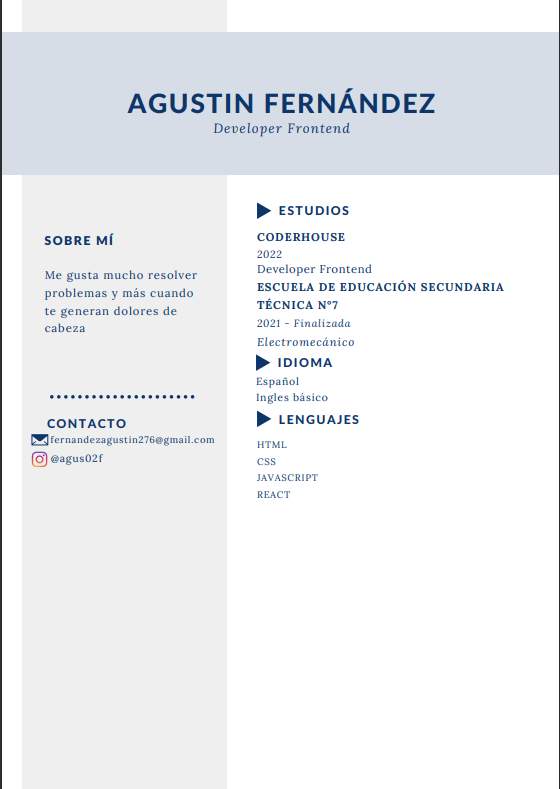 AGUSTIN FERNÁNDEZ
Developer Frontend
SOBRE MÍ
Me gusta mucho resolver
problemas y más cuando
te generan dolores de
cabeza
CONTACTO
fernandezagustin276@gmail.com
@agus02f
ESTUDIOS
CODERHOUSE
2022
Developer Frontend
ESCUELA DE EDUCACIÓN SECUNDARIA
TÉCNICA N°7
2021 - Finalizada
Electromecánico
IDIOMA
Español
Ingles básico
LENGUAJES
HTML
CSS
JAVASCRIPT
REACT